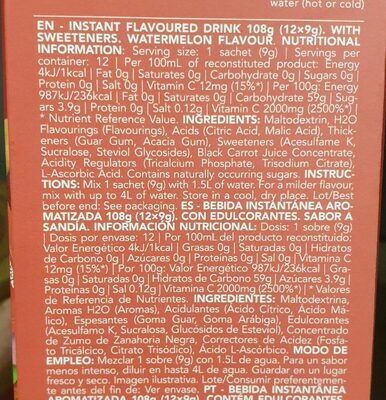 water (hot or cold)
EN - INSTANT FLAVOURED DRINK 108g (12×9g). WITH
SWEETENERS. WATERMELON FLAVOUR. NUTRITIONAL
INFORMATION: Serving size: 1 sachet (9g) | Servings per
container: 12 | Per 100mL of reconstituted product: Energy
4kJ/1kcal | Fat 0g | Saturates 0g | Carbohydrate 0g | Sugars 0g |
Protein 0g | Salt 0g | Vitamin C 12mg (15%*) | Per 100g: Energy
987kJ/236kcal | Fat 0g | Saturates 0g | Carbohydrate 59g | Sug-
ars 3.9g | Protein 0g | Salt 0.12g | Vitamin C 2000mg (2500%*) |
* Nutrient Reference Value. INGREDIENTS: Maltodextrin, H2O
Flavourings (Flavourings), Acids (Citric Acid, Malic Acid), Thick-
eners (Guar Gum, Acacia Gum), Sweeteners (Acesulfame K,
Sucralose, Steviol Glycosides), Black Carrot Juice Concentrate,
Acidity Regulators (Tricalcium Phosphate, Trisodium Citrate),
L-Ascorbic Acid. Contains naturally occurring sugars. INSTRUC-
TIONS: Mix 1 sachet (9g) with 1.5L of water. For a milder flavour,
mix with up to 4L of water. Store in a cool, dry place. Lot/Best
before end: See packaging. ES - BEBIDA INSTANTÁNEA ARO-
MATIZADA 108g (12×9g). CON EDULCORANTES. SABOR A
SANDÍA. INFORMACIÓN NUTRICIONAL: Dosis: 1 sobre (9g)
| Dosis por envase: 12 | Por 100mL del producto reconstituido:
Valor Energético 4kJ/1kcal | Grasas 0g | Saturadas 0g | Hidratos
de Carbono 0g | Azúcares 0g | Proteínas 0g | Sal 0g | Vitamina C
12mg (15%*) | Por 100g: Valor Energético 987kJ/236kcal | Gra-
sas 0g | Saturadas 0g | Hidratos de Carbono 59g | Azúcares 3.9g |
Proteínas 0g | Sal 0.12g | Vitamina C 2000mg (2500%*) | * Valores
de Referencia de Nutrientes. INGREDIENTES: Maltodextrina,
Aromas H2O (Aromas), Acidulantes (Ácido Cítrico, Ácido Má-
lico), Espesantes (Goma Guar, Goma Arábiga), Edulcorantes
(Acesulfamo K, Sucralosa, Glucósidos de Esteviol), Concentra-
do de Zumo de Zanahoria Negra, Correctores de Acidez (Fosfa-
to Tricálcico, Citrato Trisódico), Ácido L-Ascórbico. MODO DE
EMPLEO: Mezclar 1 sobre (9g) con 1.5L de agua. Para un sabor
menos intenso, diluir en hasta 4L de agua. Guardar en un lugar
fresco y seco. Imagen ilustrativa. Lote/Consumir preferentemen-
te antes del fin de: Ver envase. PT - BEBIDA INSTANTÂNEA
AROMATIZADA 108g (12×9g). CONTÉM EDULCORANTES.